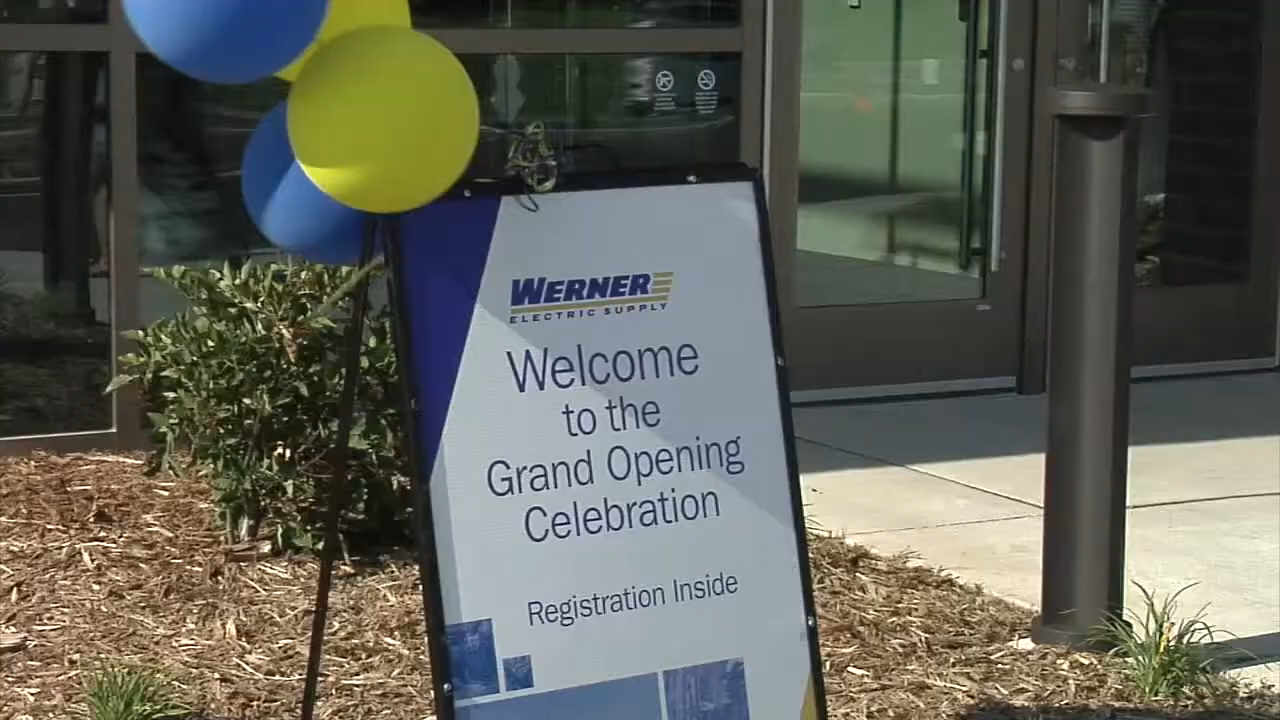 WERNER
ELECTRIC SUPPLY
Welcome
to the
Grand Opening
Celebration
Registration Inside